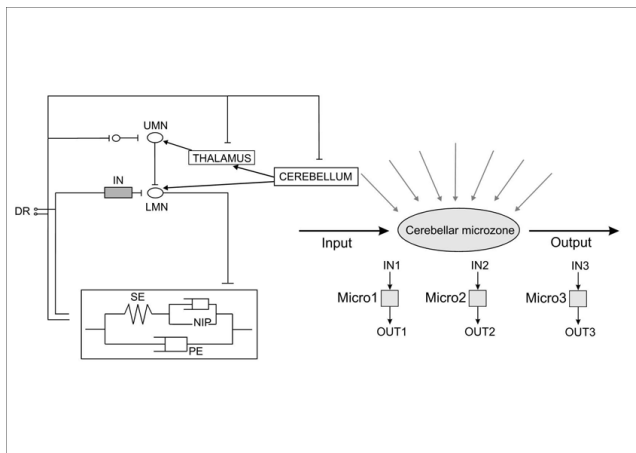 UMN
THALAMUS
CEREBELLUM
IN
LMN
DR
SE
NIP
PE
Cerebellar microzone
Input
Output
IN1 IN2 IN3
Micro1 Micro2 Micro3
OUT1 OUT2 OUT3